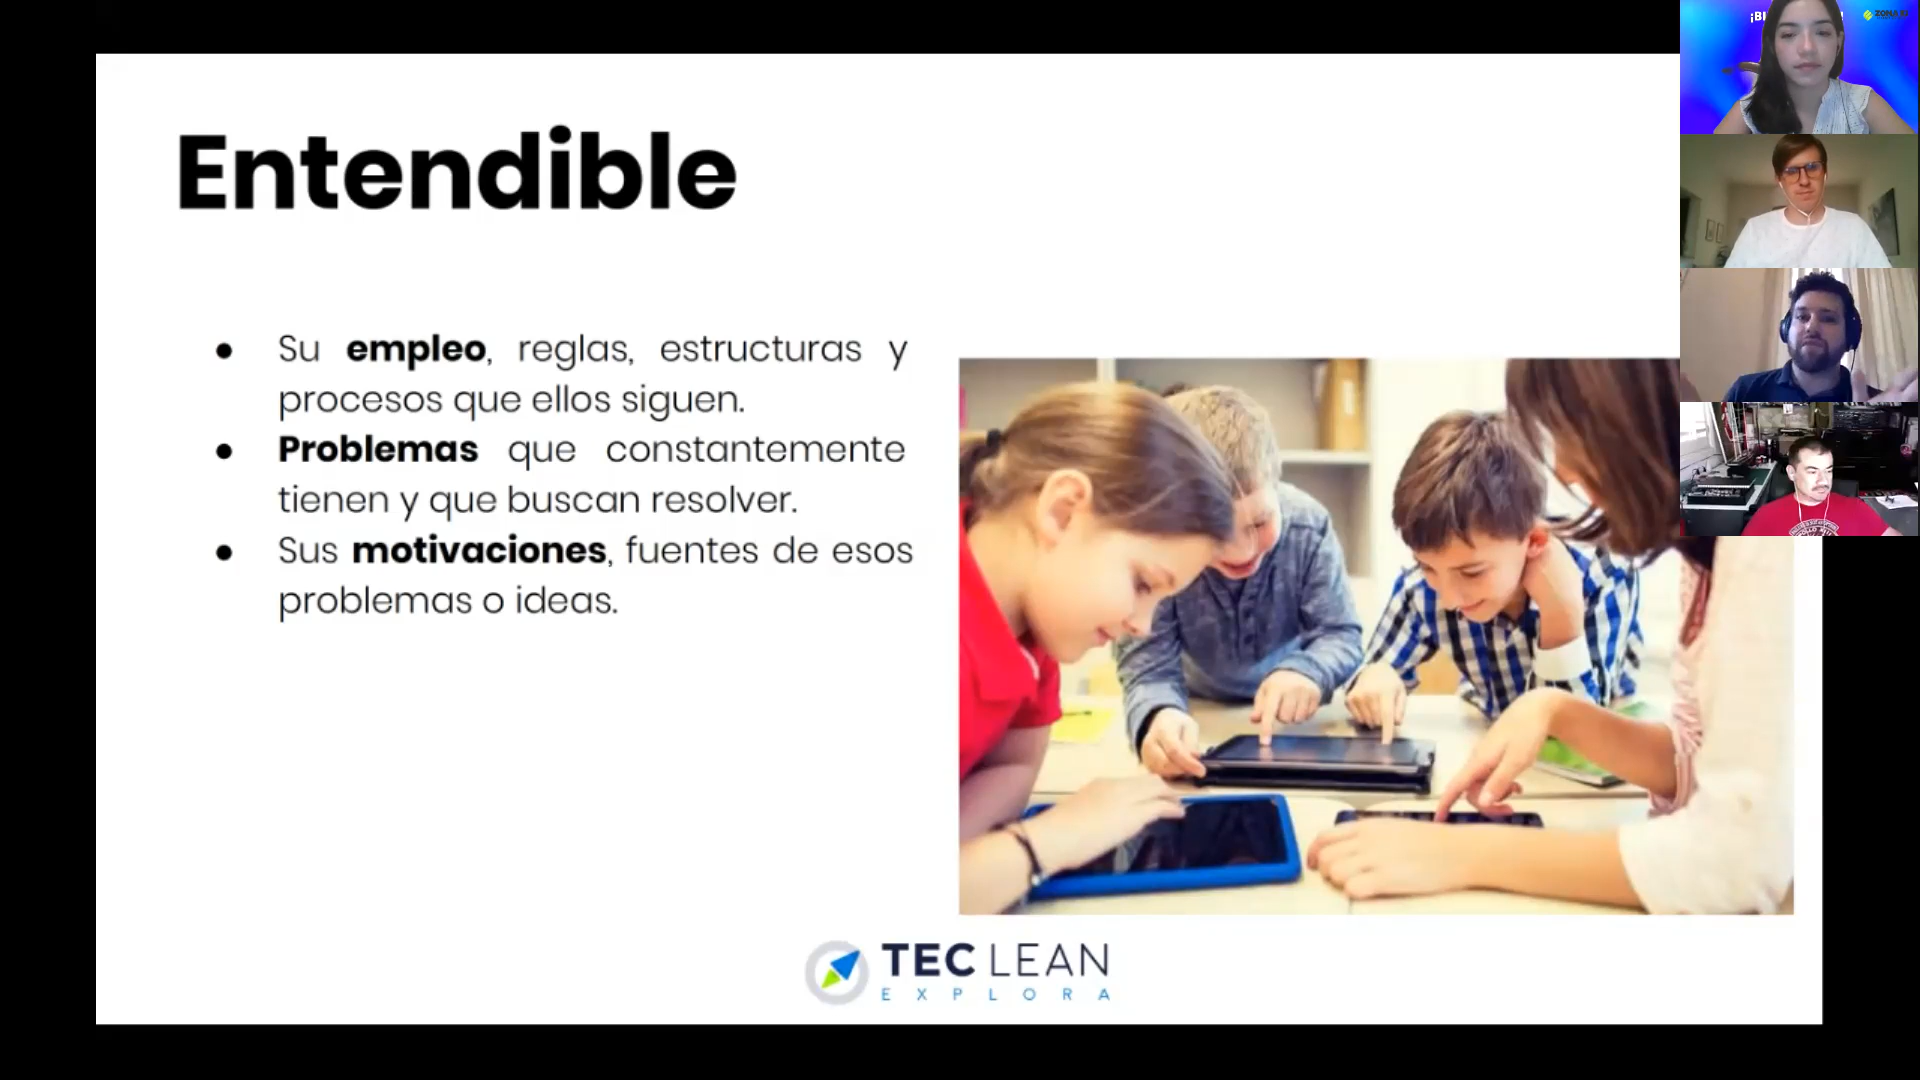 Entendible
● Su empleo, reglas, estructuras y
procesos que ellos siguen.
● Problemas que constantemente
tienen y que buscan resolver.
● Sus motivaciones, fuentes de esos
problemas o ideas.
TEC LEAN
EXPLORA